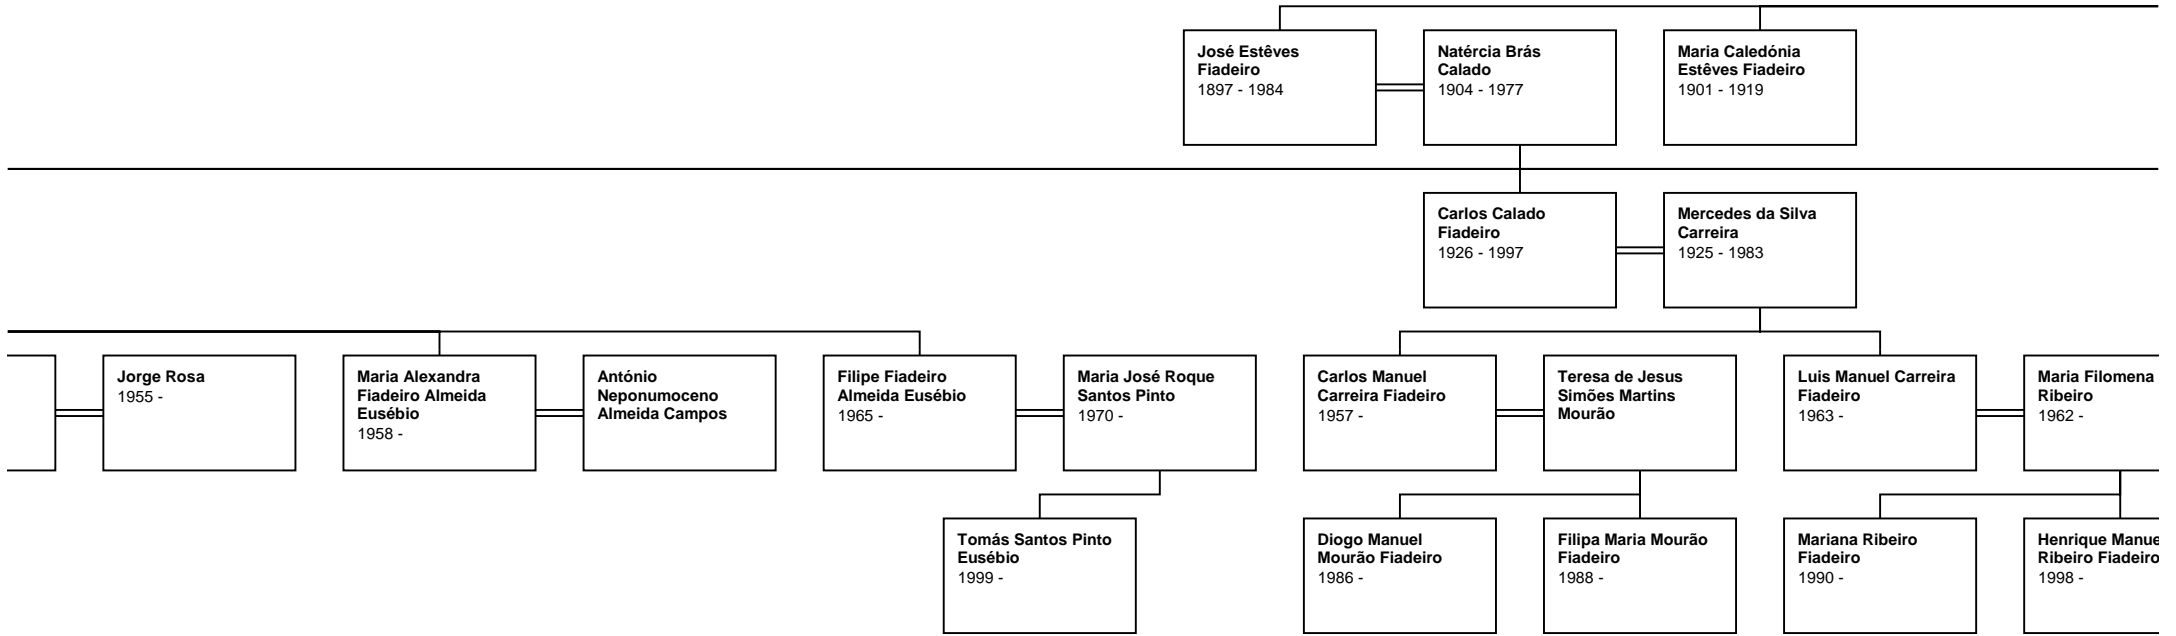 José Estêves
Fiadeiro
1897 - 1984
Natércia Brás
Calado
1904 - 1977
Maria Caledónia
Estêves Fiadeiro
1901 - 1919
Carlos Calado
Fiadeiro
1926 - 1997
Mercedes da Silva
Carreira
1925 - 1983
Jorge Rosa
1955 -
Maria Alexandra
Fiadeiro Almeida
Eusébio
1958 -
António
Neponumoceno
Almeida Campos
Filipe Fiadeiro
Almeida Eusébio
1965 -
Maria José Roque
Santos Pinto
1970 -
Carlos Manuel
Carreira Fiadeiro
1957 -
Teresa de Jesus
Simões Martins
Mourão
Luis Manuel Carreira
Fiadeiro
1963 -
Maria Filomena
Ribeiro
1962 -
Tomás Santos Pinto
Eusébio
1999 -
Diogo Manuel
Mourão Fiadeiro
1986 -
Filipa Maria Mourão
Fiadeiro
1988 -
Mariana Ribeiro
Fiadeiro
1990 -
Henrique Manue
Ribeiro Fiadeiro
1998 -